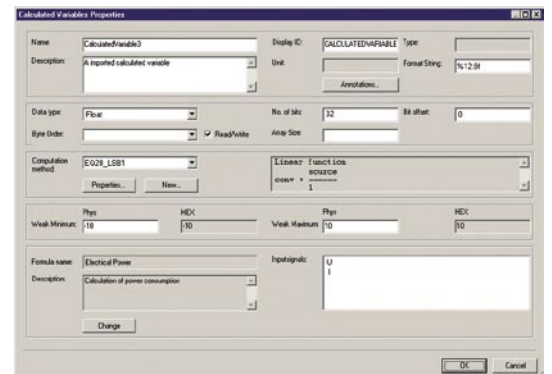 Calculated Variables Properties
Name: CalculatedVariable3 Display ID: CALCULATEDVARIABLE Type:
Description: A imported calculated variable Unit: Format String: %12.6f
Annotations...
Data type: Float No. of bits: 32 Bit offset: 0
Byte Order: Read/Write Array Size:
Computation method: EQ28_LSB1 Linear function
source
conv * ------
1
Properties... New...
Phys HEX Phys HEX
Weak Minimum: -10 -10 Weak Maximum: 10 10
Formula name: Electrical Power Inputsignals: U
I
Description: Calculation of power consumption
Change
OK Cancel